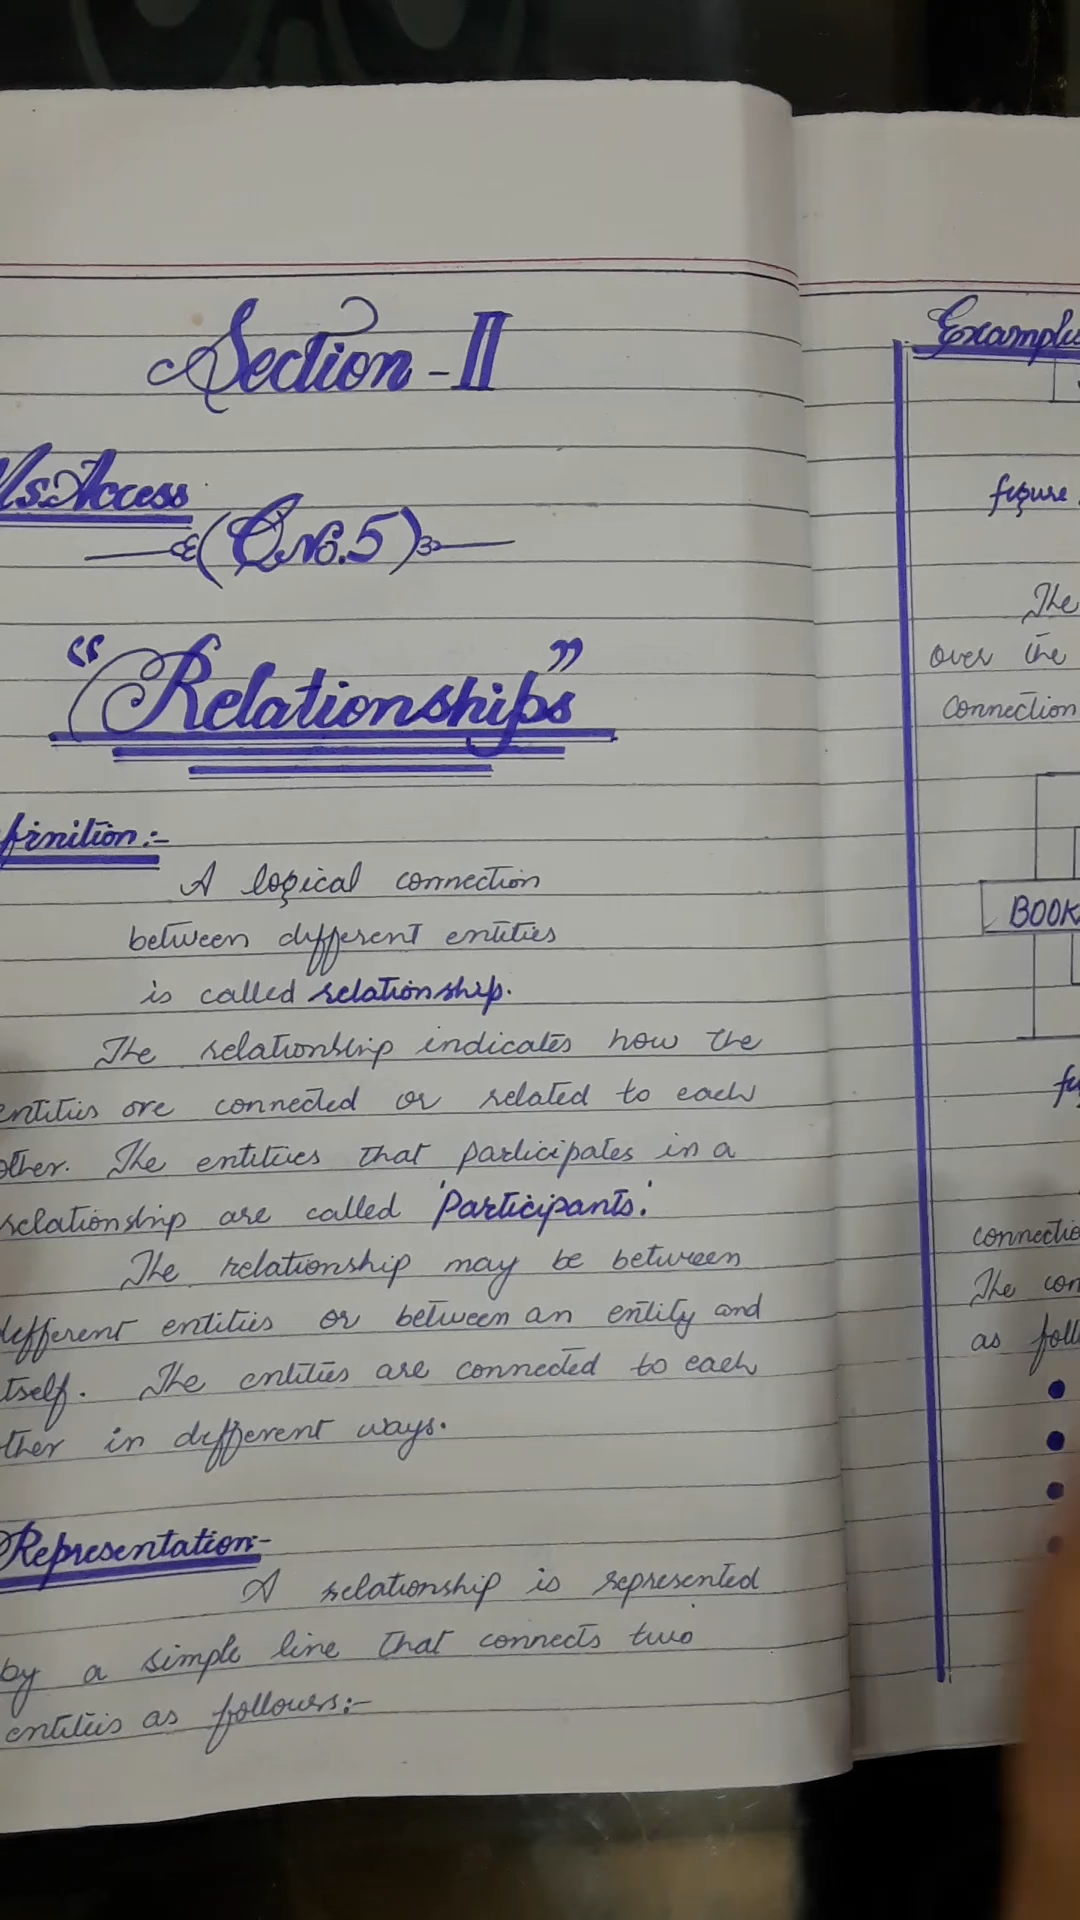 Section - II
Ms.Access
(Q.No.5)
"Relationships"
finition:-
A logical connection
between different entities
is called relationship.
The relationship indicates how the
entities are connected or related to each
other. The entities that participates in a
relationship are called 'Participants.'
The relationship may be between
different entities or between an entity and
itself. The entities are connected to each
ther in different ways.
Representation:-
A relationship is represented
by a simple line that connects two
entities as follows:-
Example
figure
The
over the
connection
BOOK
connectio
The con
as foll